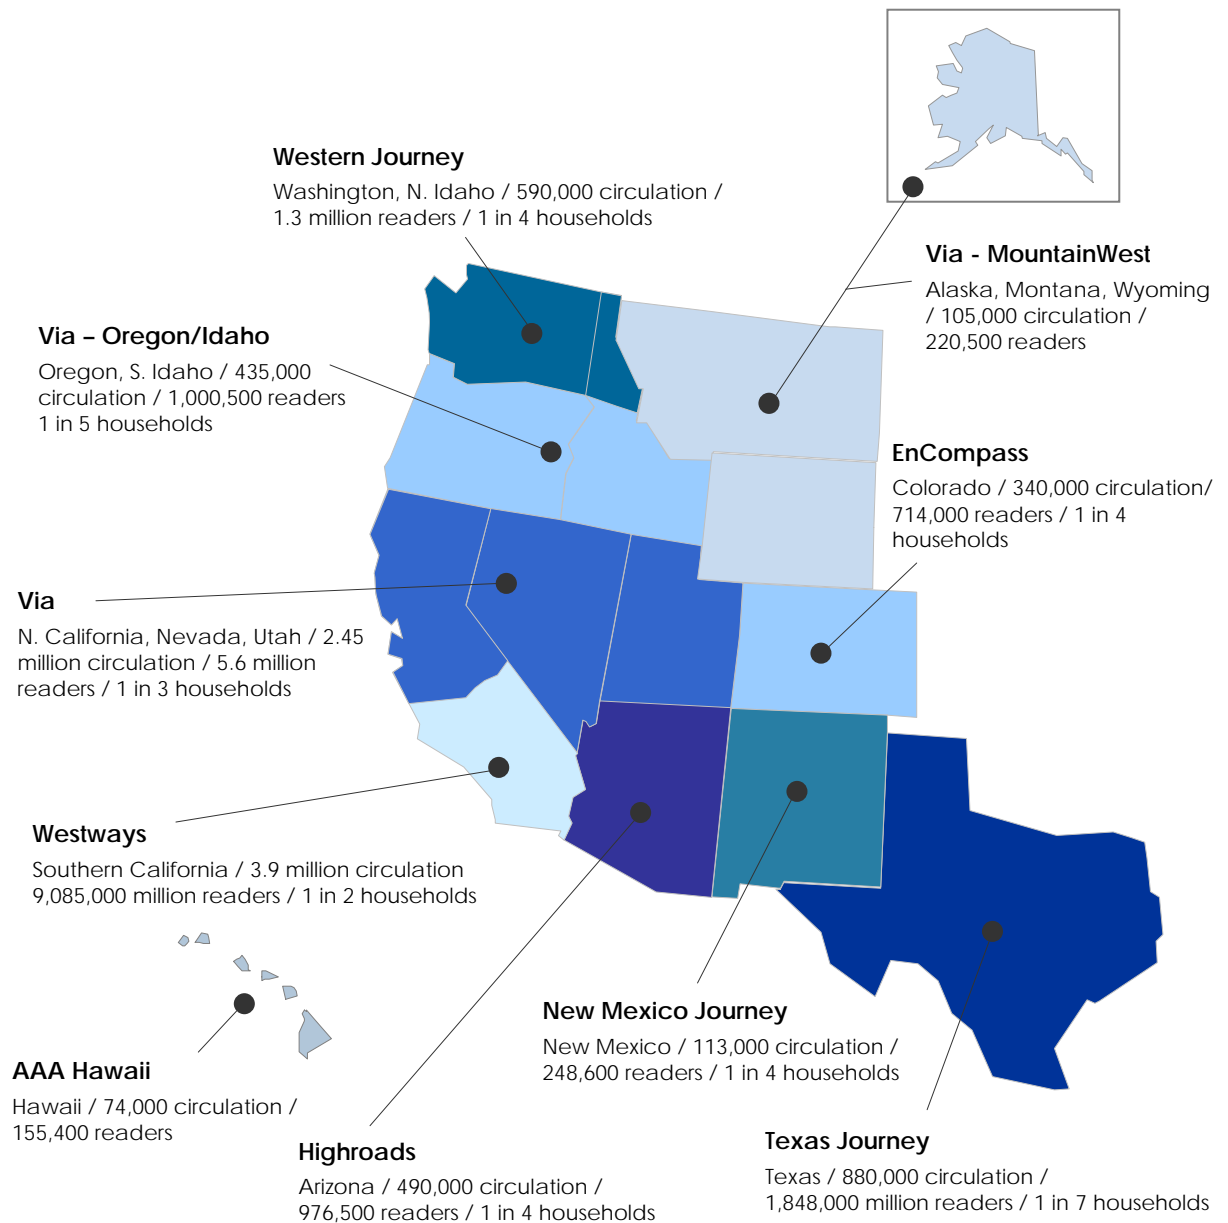 Western Journey
Washington, N. Idaho / 590,000 circulation /
1.3 million readers / 1 in 4 households
Via - MountainWest
Alaska, Montana, Wyoming
/ 105,000 circulation /
220,500 readers
Via – Oregon/Idaho
Oregon, S. Idaho / 435,000
circulation / 1,000,500 readers
1 in 5 households
EnCompass
Colorado / 340,000 circulation/
714,000 readers / 1 in 4
households
Via
N. California, Nevada, Utah / 2.45
million circulation / 5.6 million
readers / 1 in 3 households
Westways
Southern California / 3.9 million circulation
9,085,000 million readers / 1 in 2 households
New Mexico Journey
New Mexico / 113,000 circulation /
248,600 readers / 1 in 4 households
AAA Hawaii
Hawaii / 74,000 circulation /
155,400 readers
Highroads
Arizona / 490,000 circulation /
976,500 readers / 1 in 4 households
Texas Journey
Texas / 880,000 circulation /
1,848,000 million readers / 1 in 7 households